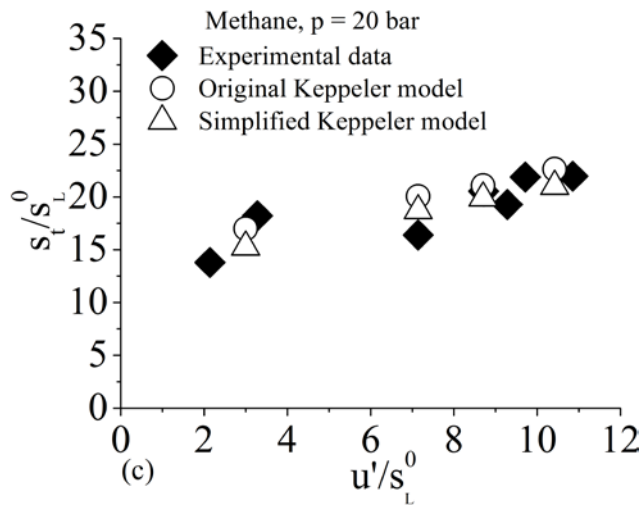 Methane, p = 20 bar
Experimental data
Original Keppeler model
Simplified Keppeler model
35
30
25
20
15
10
5
0
s_t/s_L^0
0 2 4 6 8 10 12
(c)
u'/s_L^0